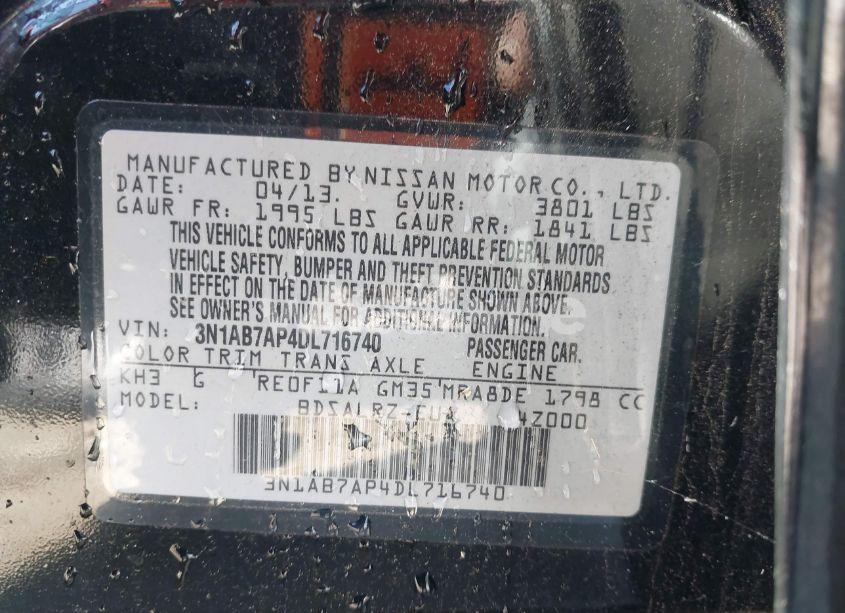 MANUFACTURED BY NISSAN MOTOR CO., LTD.
DATE: 04/13. GVWR: 3801 LBS
GAWR FR: 1995 LBS GAWR RR: 1841 LBS
THIS VEHICLE CONFORMS TO ALL APPLICABLE FEDERAL MOTOR
VEHICLE SAFETY, BUMPER AND THEFT PREVENTION STANDARDS
IN EFFECT ON THE DATE OF MANUFACTURE SHOWN ABOVE.
SEE OWNER'S MANUAL FOR ADDITIONAL INFORMATION.
VIN: 3N1AB7AP4DL716740 PASSENGER CAR.
COLOR TRIM TRANS AXLE ENGINE
KH3 G RE0F11A GM35 MRA8DE 1798 CC
MODEL: 4Z000
3N1AB7AP4DL716740